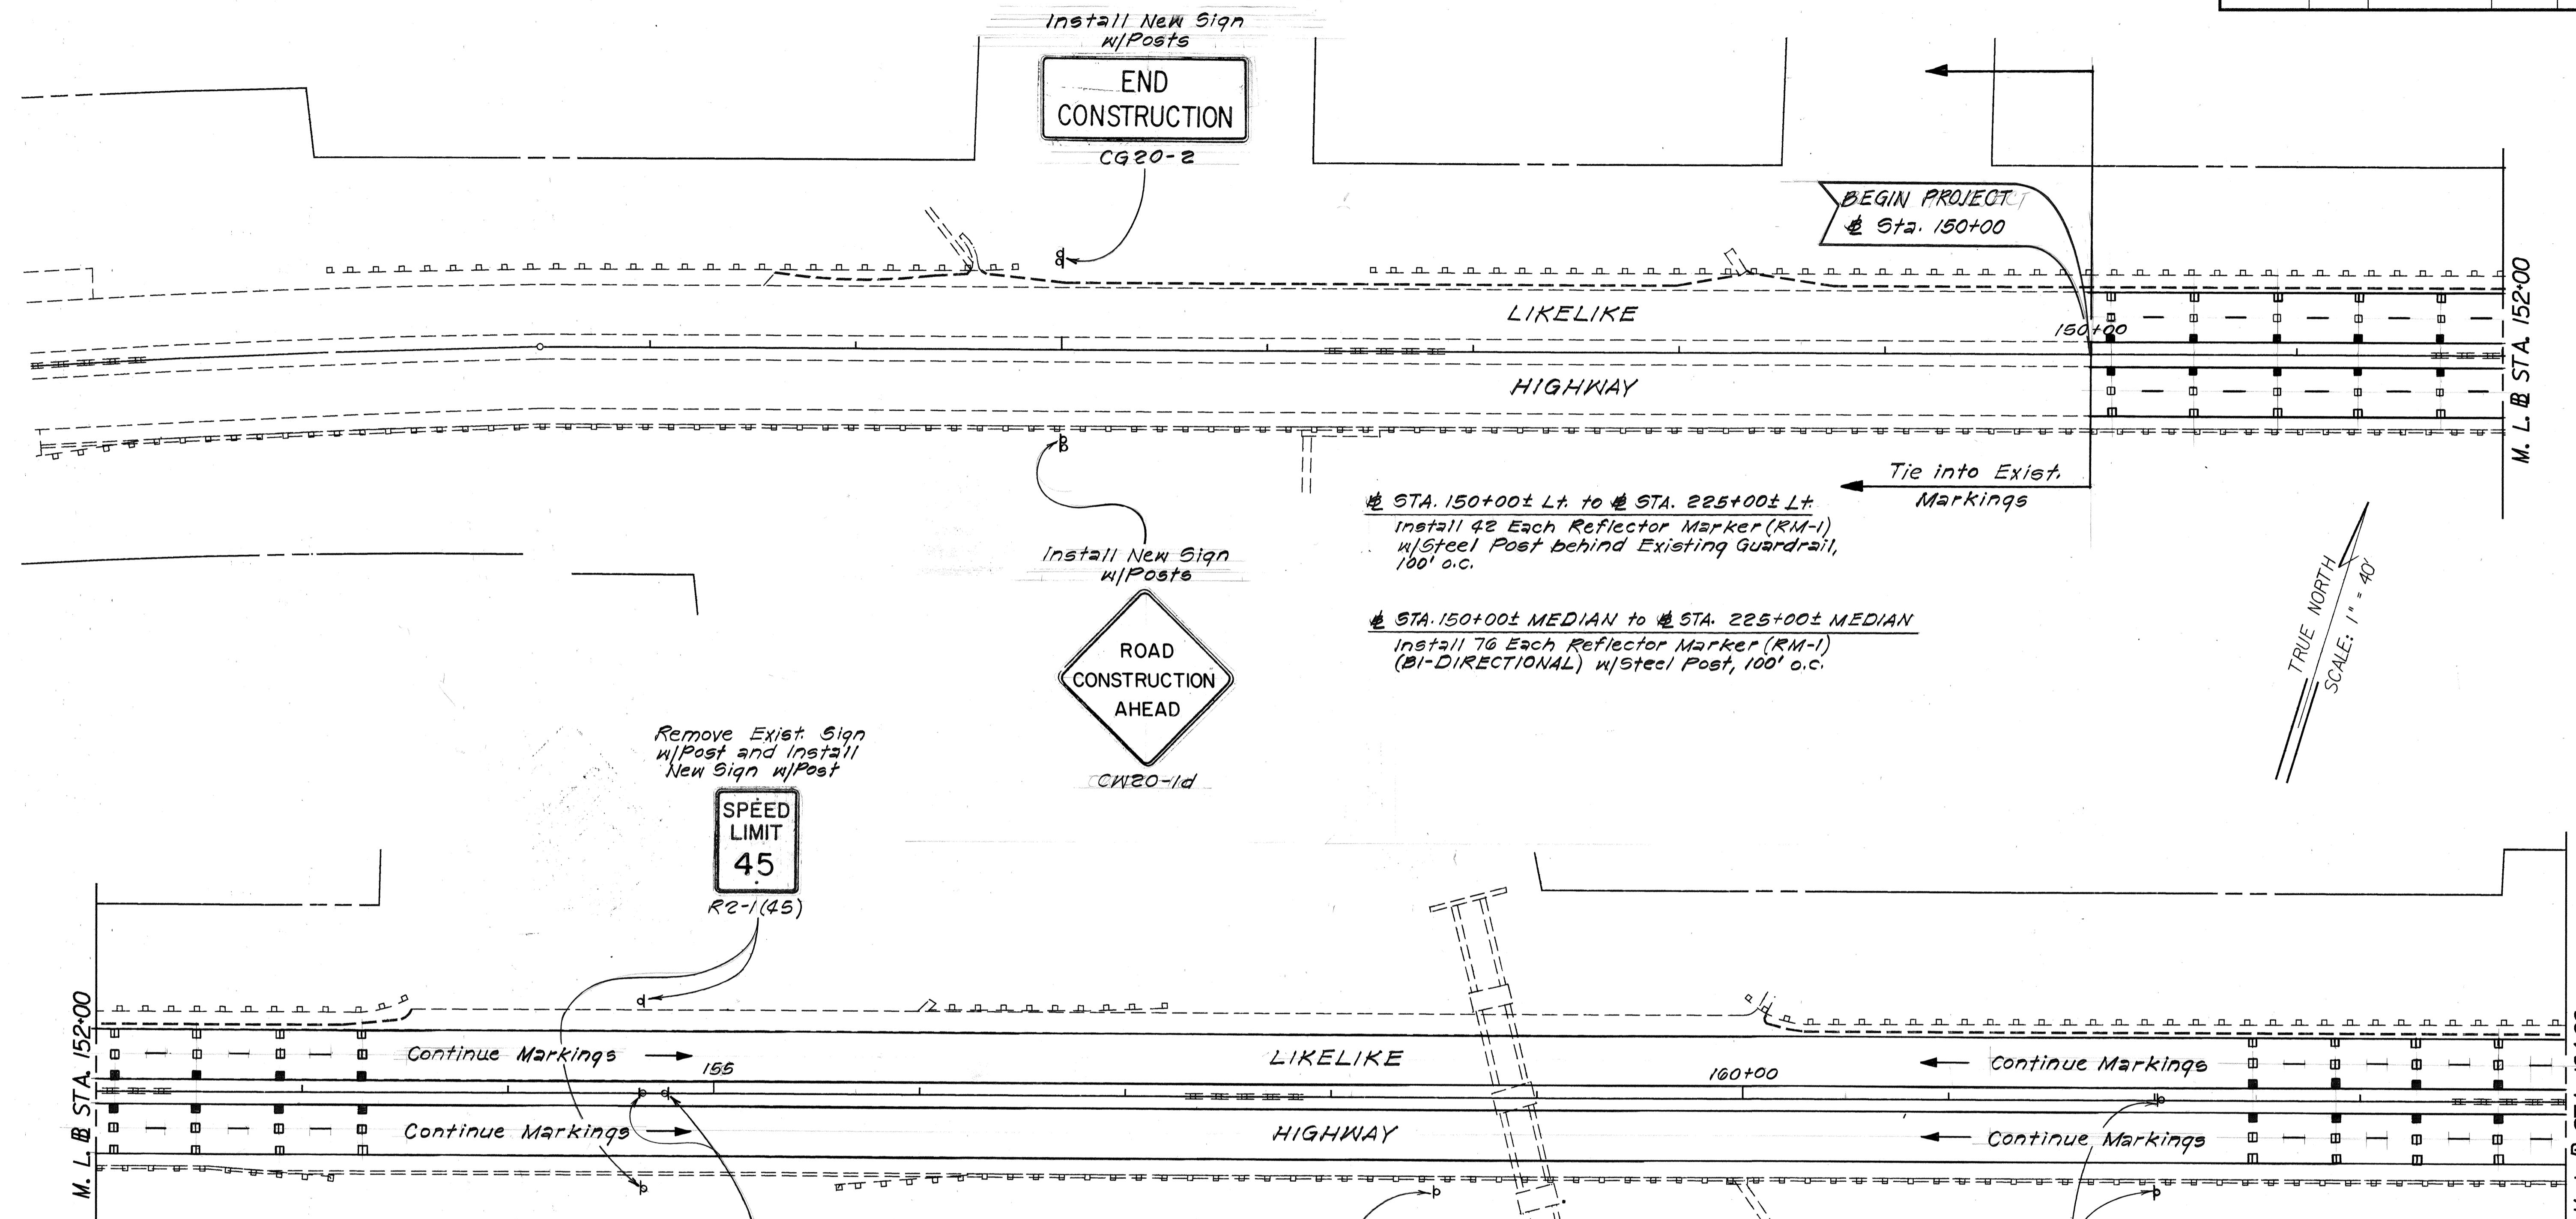 Install New Sign
w/Posts
END
CONSTRUCTION
CG20-2
BEGIN PROJECT
℄ Sta. 150+00
LIKELIKE
150+00
HIGHWAY
M. L. ℄ STA. 152+00
Tie into Exist.
Markings
℄ STA. 150+00± Lt. to ℄ STA. 225+00± Lt.
Install 42 Each Reflector Marker (RM-1)
w/Steel Post behind Existing Guardrail,
100' o.c.
℄ STA. 150+00± MEDIAN to ℄ STA. 225+00± MEDIAN
Install 76 Each Reflector Marker (RM-1)
(BI-DIRECTIONAL) w/Steel Post, 100' o.c.
TRUE NORTH
SCALE: 1" = 40'
Install New Sign
w/Posts
ROAD
CONSTRUCTION
AHEAD
CW20-1d
Remove Exist. Sign
w/Post and Install
New Sign w/Post
SPEED
LIMIT
45
R2-1(45)
M. L. ℄ STA. 152+00
Continue Markings
155
LIKELIKE
160+00
Continue Markings
Continue Markings
HIGHWAY
Continue Markings